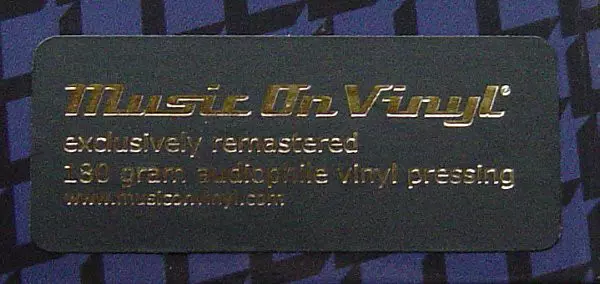 Music On Vinyl®
exclusively remastered
180 gram audiophile vinyl pressing
www.musiconvinyl.com